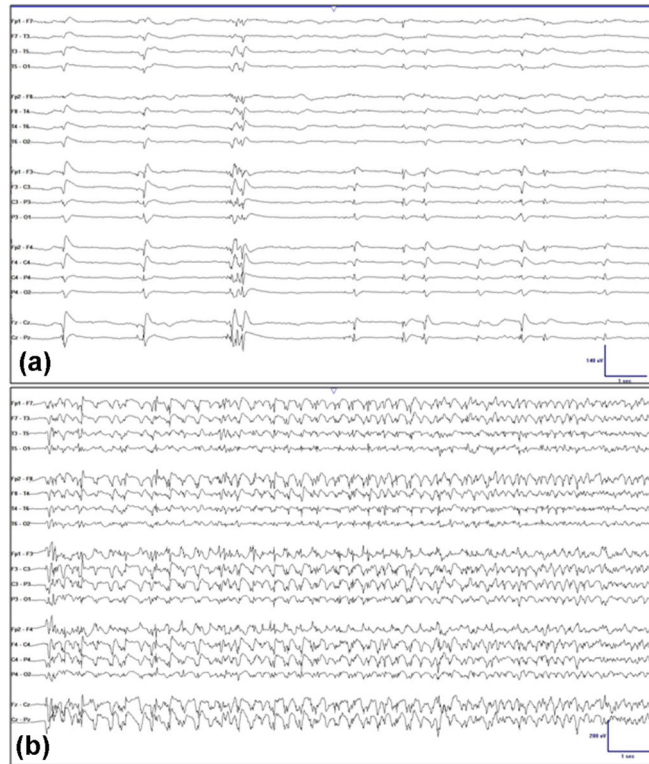 Fp1 - F7
F7 - T3
T3 - T5
T5 - O1
Fp2 - F8
F8 - T4
T4 - T6
T6 - O2
Fp1 - F3
F3 - C3
C3 - P3
P3 - O1
Fp2 - F4
F4 - C4
C4 - P4
P4 - O2
Fz - Cz
Cz - Pz
(a)
140 uV
1 sec
Fp1 - F7
F7 - T3
T3 - T5
T5 - O1
Fp2 - F8
F8 - T4
T4 - T6
T6 - O2
Fp1 - F3
F3 - C3
C3 - P3
P3 - O1
Fp2 - F4
F4 - C4
C4 - P4
P4 - O2
Fz - Cz
Cz - Pz
(b)
200 uV
1 sec